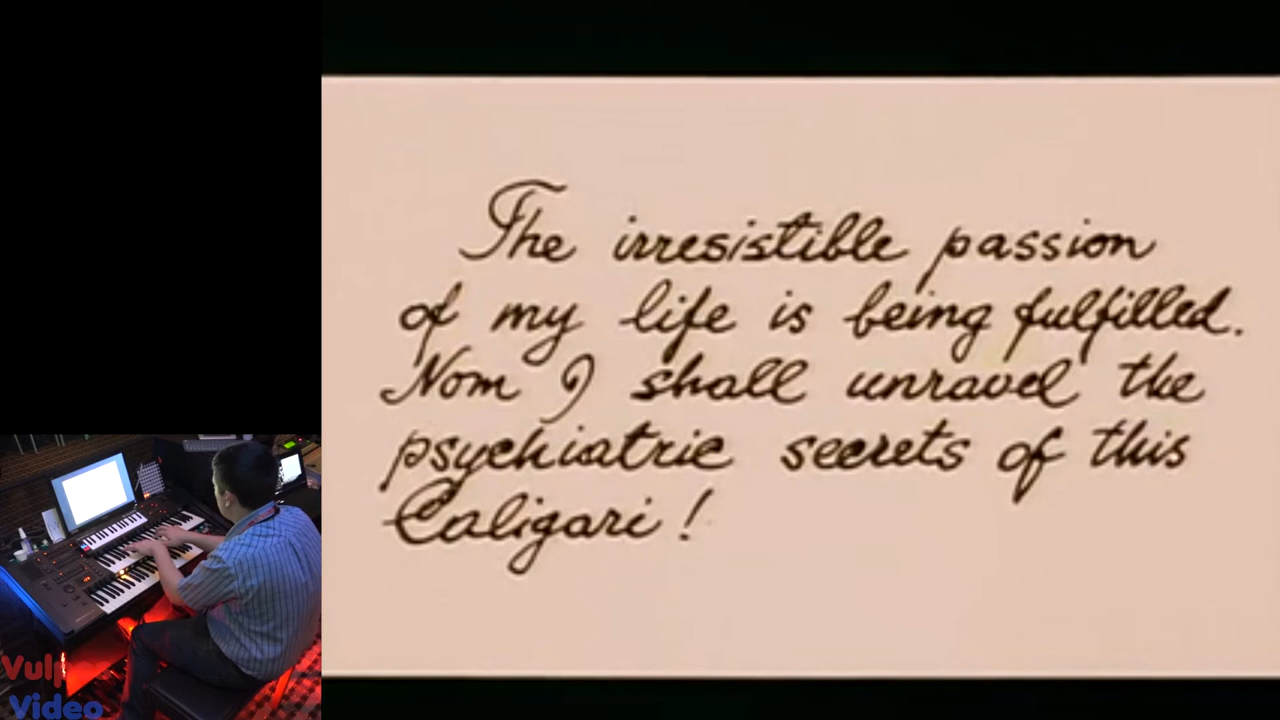 The irresistible passion
of my life is being fulfilled.
Now I shall unravel the
psychiatric secrets of this
Caligari!
Video